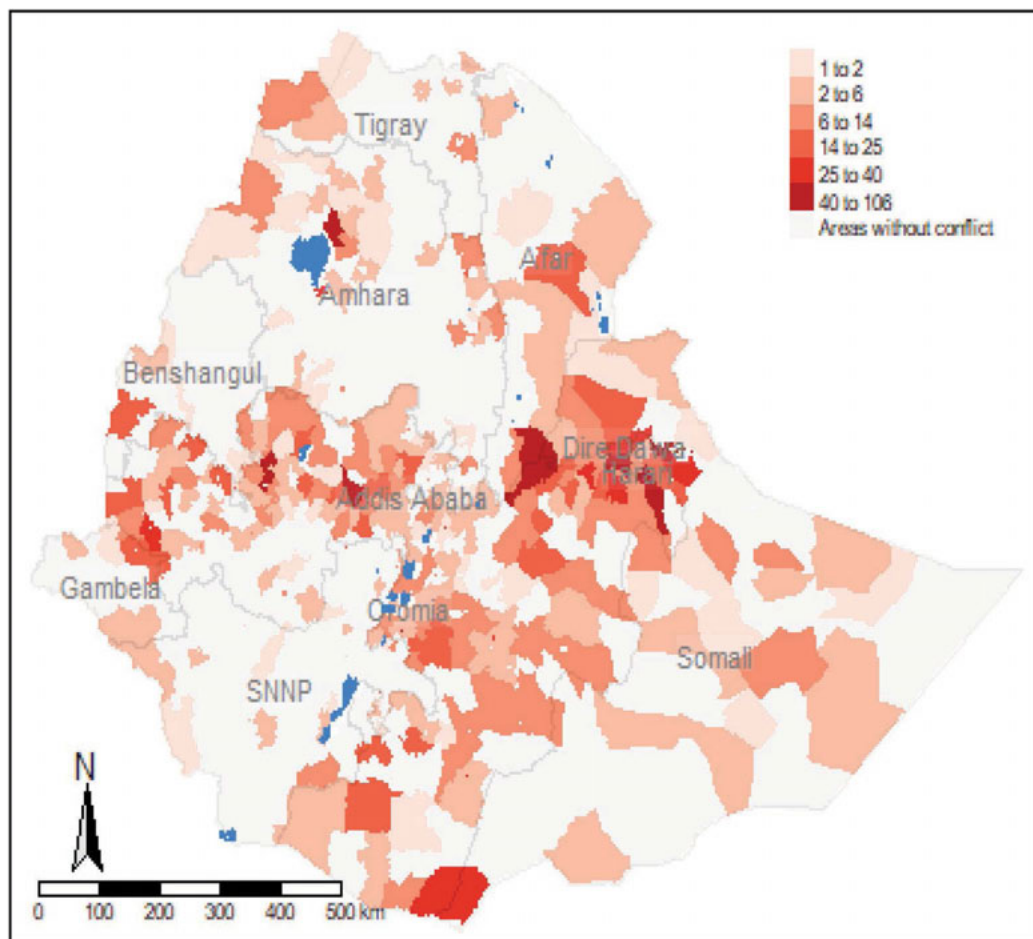 1 to 2
2 to 6
6 to 14
14 to 25
25 to 40
40 to 106
Areas without conflict
Tigray
Afar
Amhara
Benshangul
Dire Dawa
Harari
Addis Ababa
Gambela
Oromia
Somali
SNNP
N
0 100 200 300 400 500 km